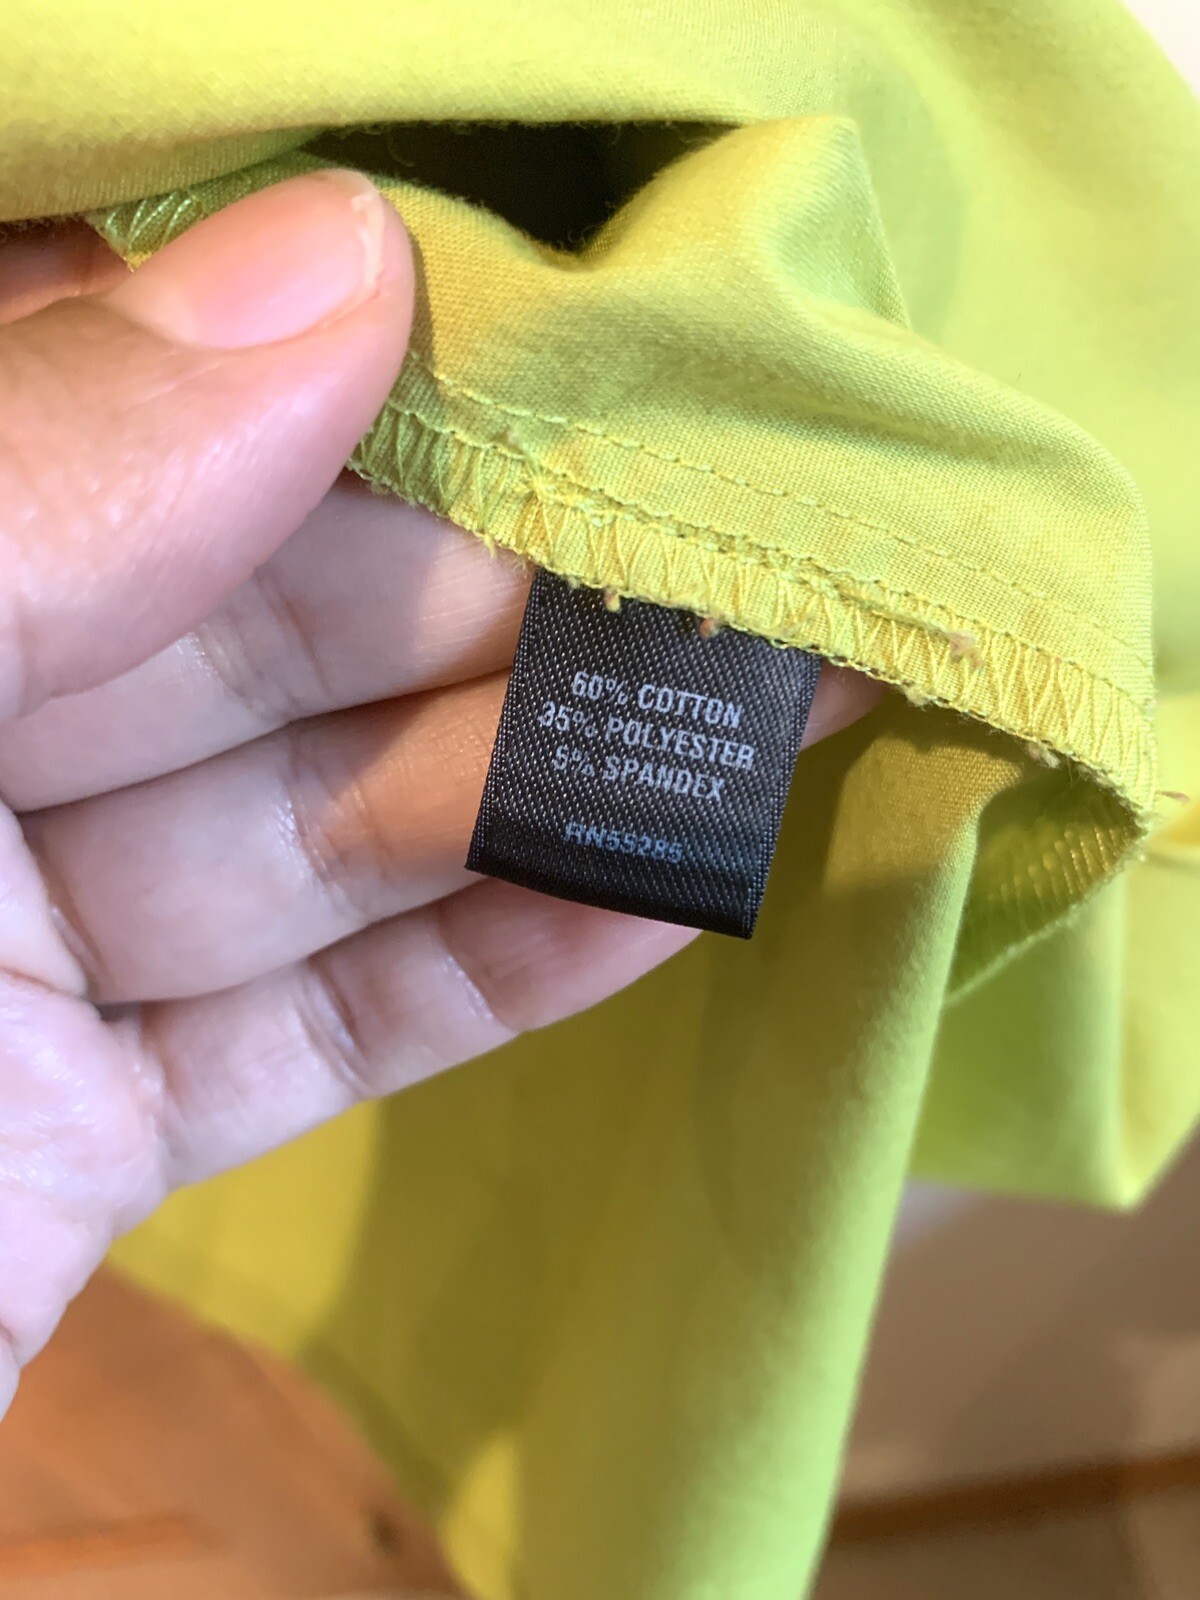 60% COTTON
35% POLYESTER
5% SPANDEX
RN55285